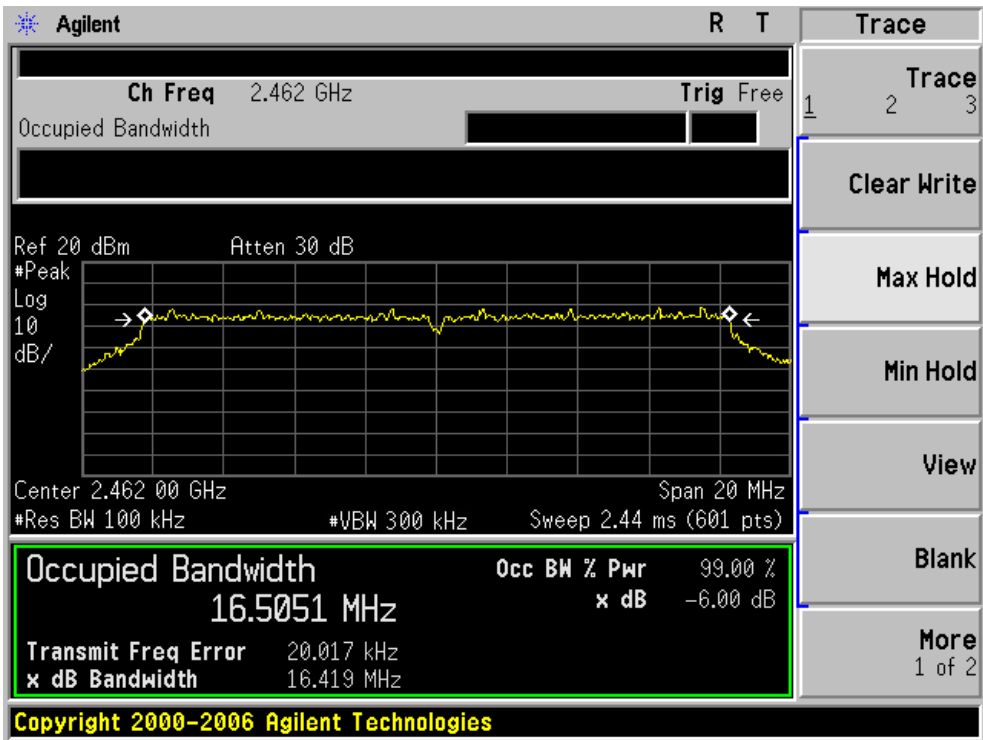 Agilent R T Trace
Ch Freq 2.462 GHz Trig Free
Occupied Bandwidth
Trace
1 2 3
Clear Write
Max Hold
Min Hold
View
Blank
More
1 of 2
Ref 20 dBm Atten 30 dB
#Peak
Log
10
dB/
Center 2.462 00 GHz Span 20 MHz
#Res BW 100 kHz #VBW 300 kHz Sweep 2.44 ms (601 pts)
Occupied Bandwidth Occ BW % Pwr 99.00 %
16.5051 MHz x dB -6.00 dB
Transmit Freq Error 20.017 kHz
x dB Bandwidth 16.419 MHz
Copyright 2000-2006 Agilent Technologies